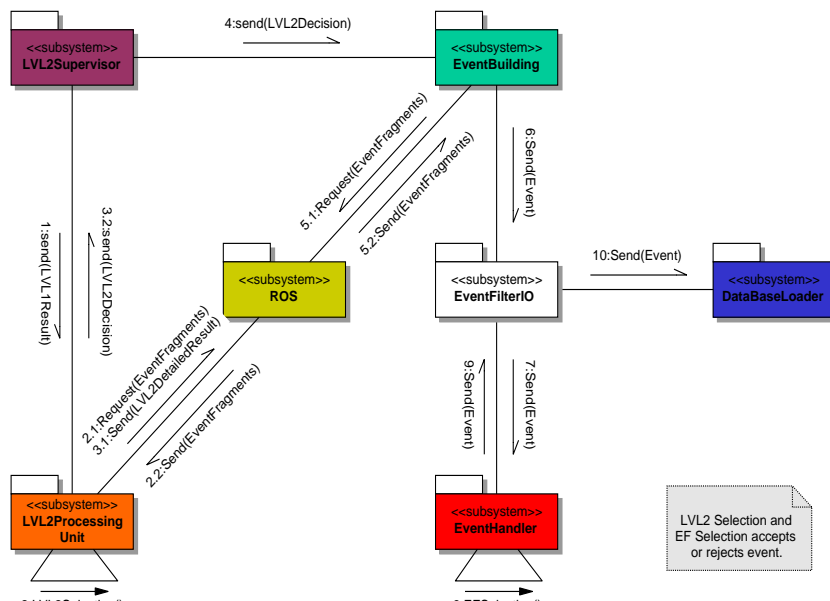 4:send(LVL2Decision)
<<subsystem>>
LVL2Supervisor
<<subsystem>>
EventBuilding
5.1:Request(EventFragments)
5.2:Send(EventFragments)
6:Send(Event)
1:send(LVL1Result)
3.2:send(LVL2Decision)
<<subsystem>>
ROS
<<subsystem>>
EventFilterIO
10:Send(Event)
<<subsystem>>
DataBaseLoader
2.1:Request(EventFragments)
3.1:Send(LVL2DetailedResult)
2.2:Send(EventFragments)
9:Send(Event)
7:Send(Event)
<<subsystem>>
LVL2Processing
Unit
<<subsystem>>
EventHandler
LVL2 Selection and
EF Selection accepts
or rejects event.